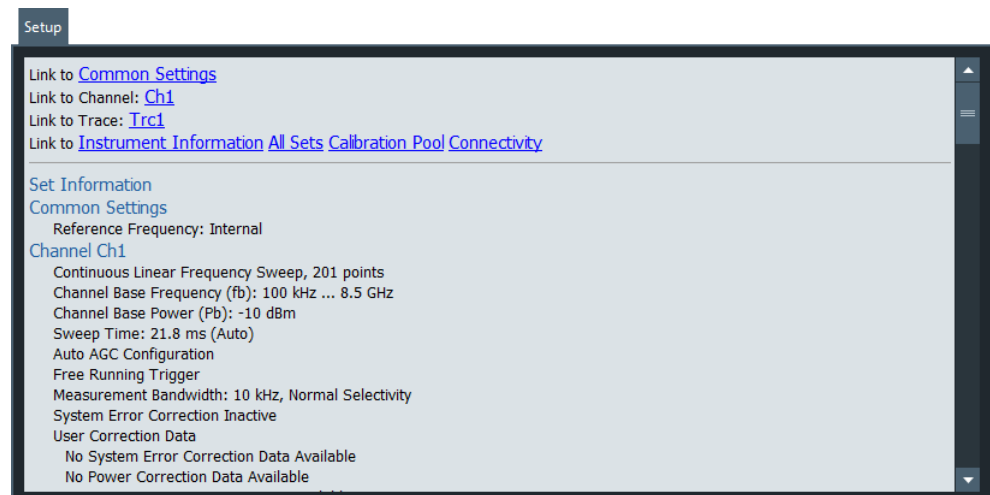 Setup
Link to Common Settings
Link to Channel: Ch1
Link to Trace: Trc1
Link to Instrument Information All Sets Calibration Pool Connectivity
Set Information
Common Settings
Reference Frequency: Internal
Channel Ch1
Continuous Linear Frequency Sweep, 201 points
Channel Base Frequency (fb): 100 kHz ... 8.5 GHz
Channel Base Power (Pb): -10 dBm
Sweep Time: 21.8 ms (Auto)
Auto AGC Configuration
Free Running Trigger
Measurement Bandwidth: 10 kHz, Normal Selectivity
System Error Correction Inactive
User Correction Data
No System Error Correction Data Available
No Power Correction Data Available